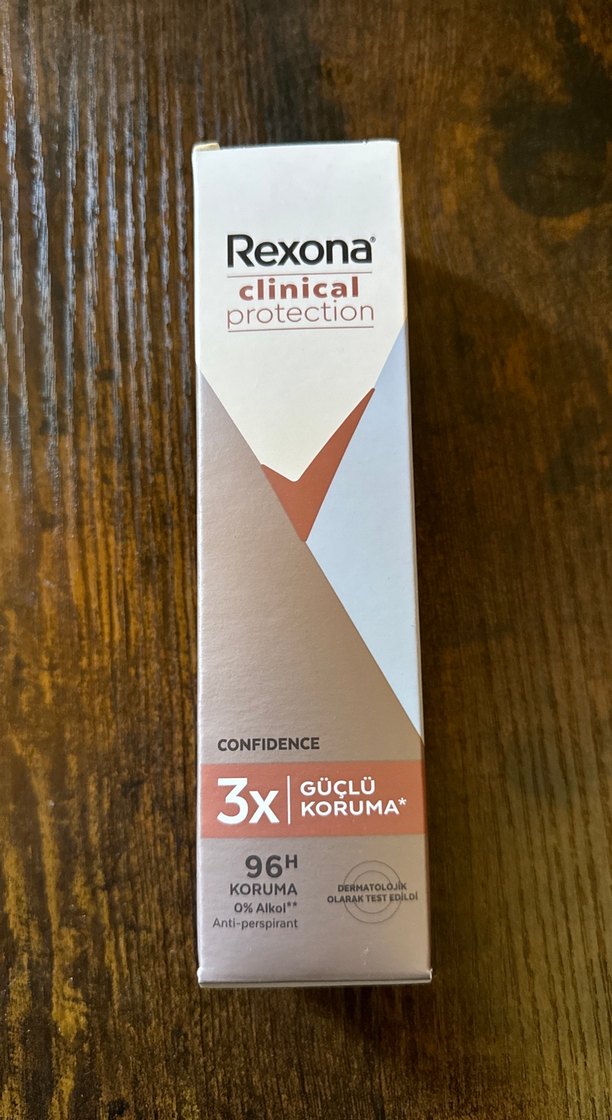 Rexona®
clinical
protection
CONFIDENCE
3x
GÜÇLÜ
KORUMA*
96H
KORUMA
0% Alkol**
Anti-perspirant
DERMATOLOJİK
OLARAK TEST EDİLDİ